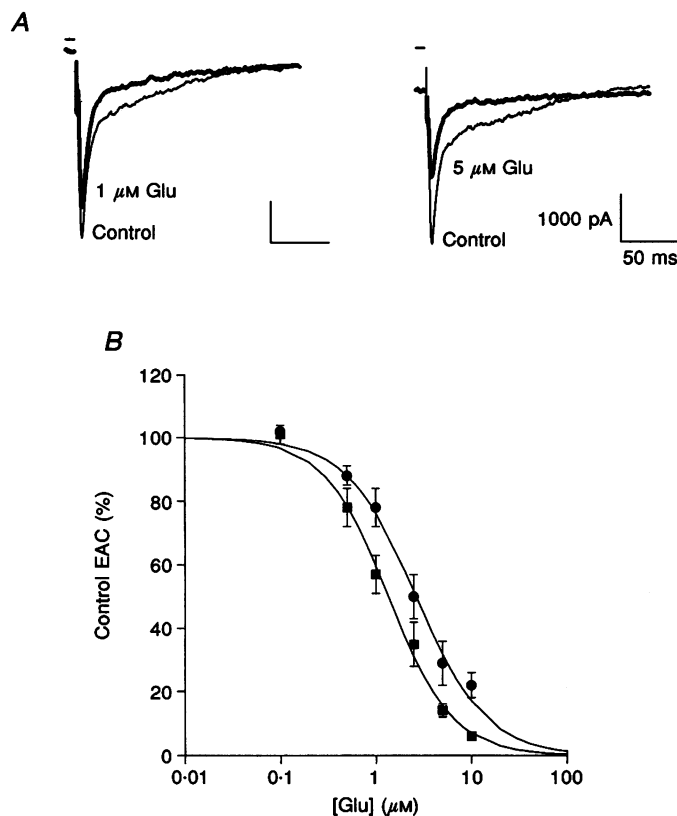 A
1 μM Glu
Control
5 μM Glu
Control
1000 pA
50 ms
B
120
100
80
60
40
20
0
Control EAC (%)
0·01
0·1
1
10
100
[Glu] (μM)